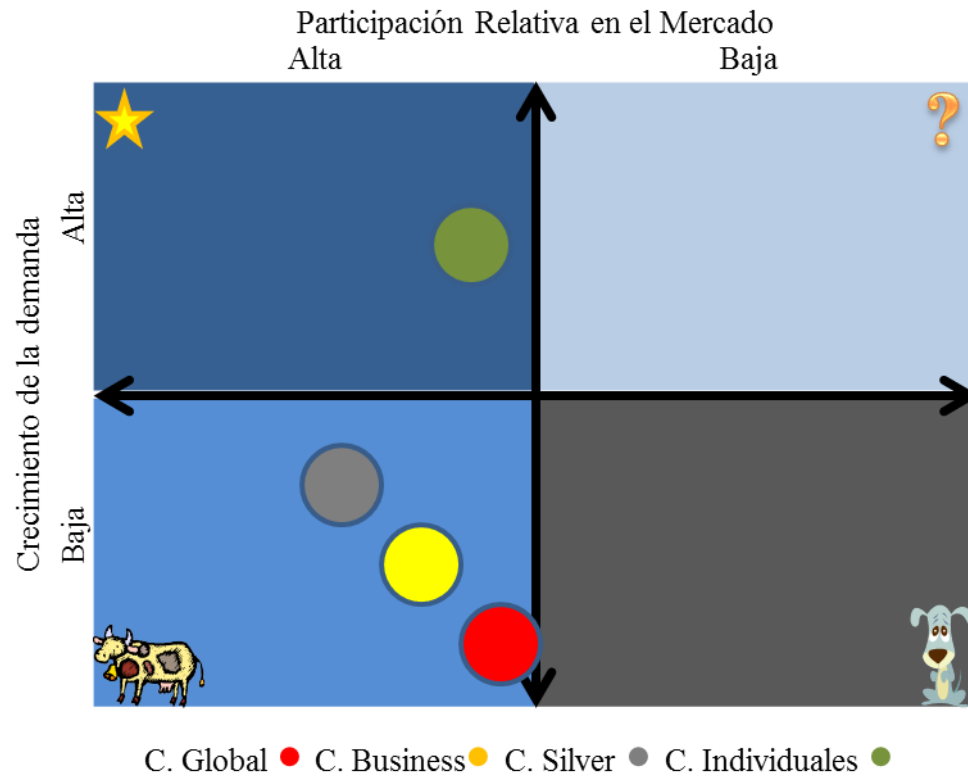 Participación Relativa en el Mercado
Alta Baja
?
Crecimiento de la demanda
Alta
Baja
C. Global C. Business C. Silver C. Individuales